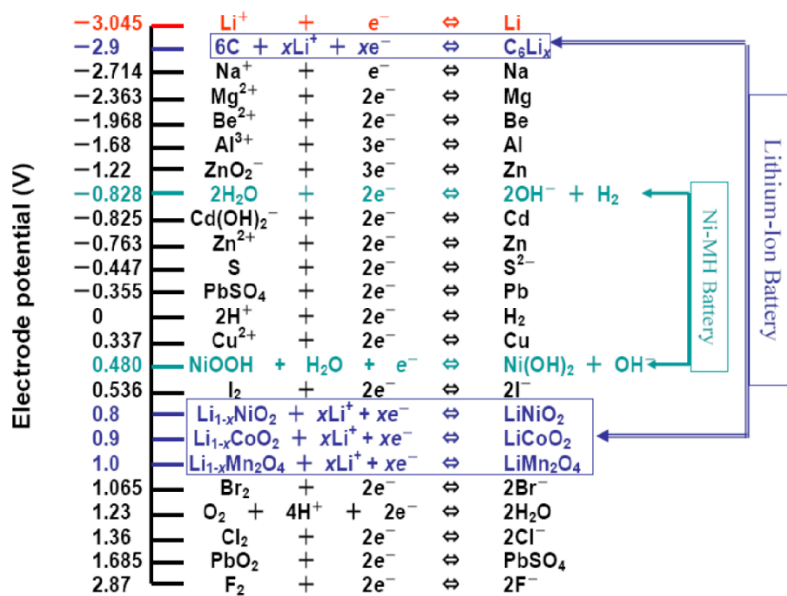 Electrode potential (V)
−3.045 Li⁺ + e⁻ ⇔ Li
−2.9 6C + xLi⁺ + xe⁻ ⇔ C₆Liₓ
−2.714 Na⁺ + e⁻ ⇔ Na
−2.363 Mg²⁺ + 2e⁻ ⇔ Mg
−1.968 Be²⁺ + 2e⁻ ⇔ Be
−1.68 Al³⁺ + 3e⁻ ⇔ Al
−1.22 ZnO₂⁻ + 3e⁻ ⇔ Zn
−0.828 2H₂O + 2e⁻ ⇔ 2OH⁻ + H₂
−0.825 Cd(OH)₂⁻ + 2e⁻ ⇔ Cd
−0.763 Zn²⁺ + 2e⁻ ⇔ Zn
−0.447 S + 2e⁻ ⇔ S²⁻
−0.355 PbSO₄ + 2e⁻ ⇔ Pb
0 2H⁺ + 2e⁻ ⇔ H₂
0.337 Cu²⁺ + 2e⁻ ⇔ Cu
0.480 NiOOH + H₂O + e⁻ ⇔ Ni(OH)₂ + OH⁻
0.536 I₂ + 2e⁻ ⇔ 2I⁻
0.8 Li₁₋ₓNiO₂ + xLi⁺ + xe⁻ ⇔ LiNiO₂
0.9 Li₁₋ₓCoO₂ + xLi⁺ + xe⁻ ⇔ LiCoO₂
1.0 Li₁₋ₓMn₂O₄ + xLi⁺ + xe⁻ ⇔ LiMn₂O₄
1.065 Br₂ + 2e⁻ ⇔ 2Br⁻
1.23 O₂ + 4H⁺ + 2e⁻ ⇔ 2H₂O
1.36 Cl₂ + 2e⁻ ⇔ 2Cl⁻
1.685 PbO₂ + 2e⁻ ⇔ PbSO₄
2.87 F₂ + 2e⁻ ⇔ 2F⁻
Ni-MH Battery
Lithium-Ion Battery